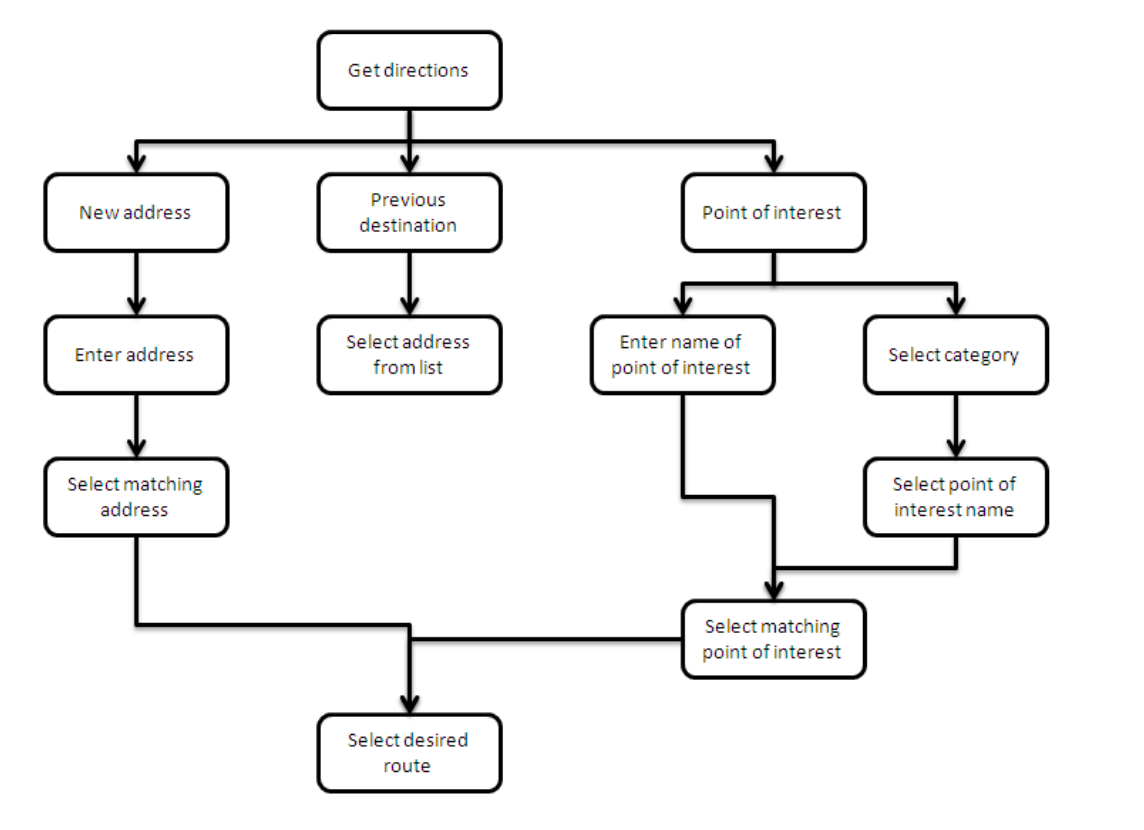 Get directions
New address
Previous
destination
Point of interest
Enter address
Select address
from list
Enter name of
point of interest
Select category
Select matching
address
Select point of
interest name
Select matching
point of interest
Select desired
route